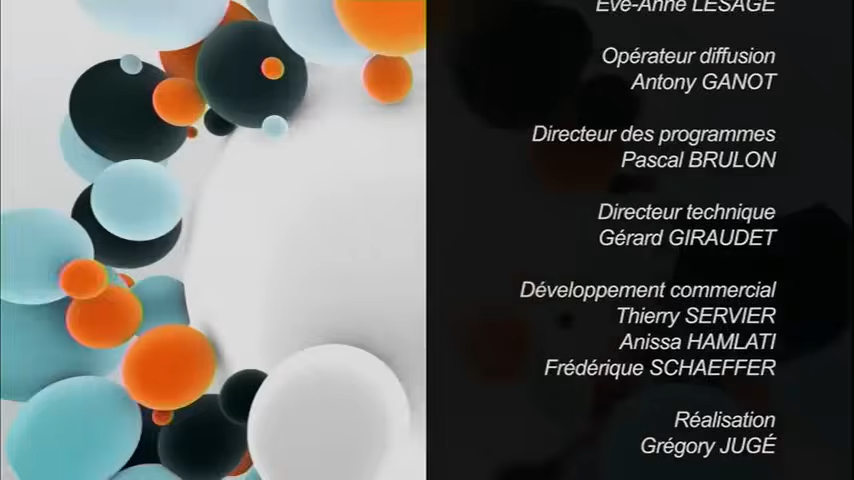 Eve-Anne LESAGE
Opérateur diffusion
Antony GANOT
Directeur des programmes
Pascal BRULON
Directeur technique
Gérard GIRAUDET
Développement commercial
Thierry SERVIER
Anissa HAMLATI
Frédérique SCHAEFFER
Réalisation
Grégory JUGÉ